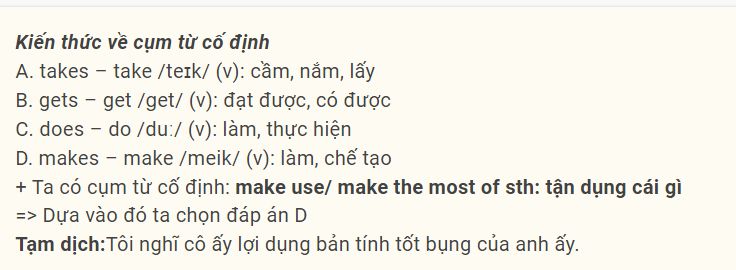 Kiến thức về cụm từ cố định
A. takes – take /teɪk/ (v): cầm, nắm, lấy
B. gets – get /get/ (v): đạt được, có được
C. does – do /duː/ (v): làm, thực hiện
D. makes – make /meik/ (v): làm, chế tạo
+ Ta có cụm từ cố định: make use/ make the most of sth: tận dụng cái gì
=> Dựa vào đó ta chọn đáp án D
Tạm dịch:Tôi nghĩ cô ấy lợi dụng bản tính tốt bụng của anh ấy.